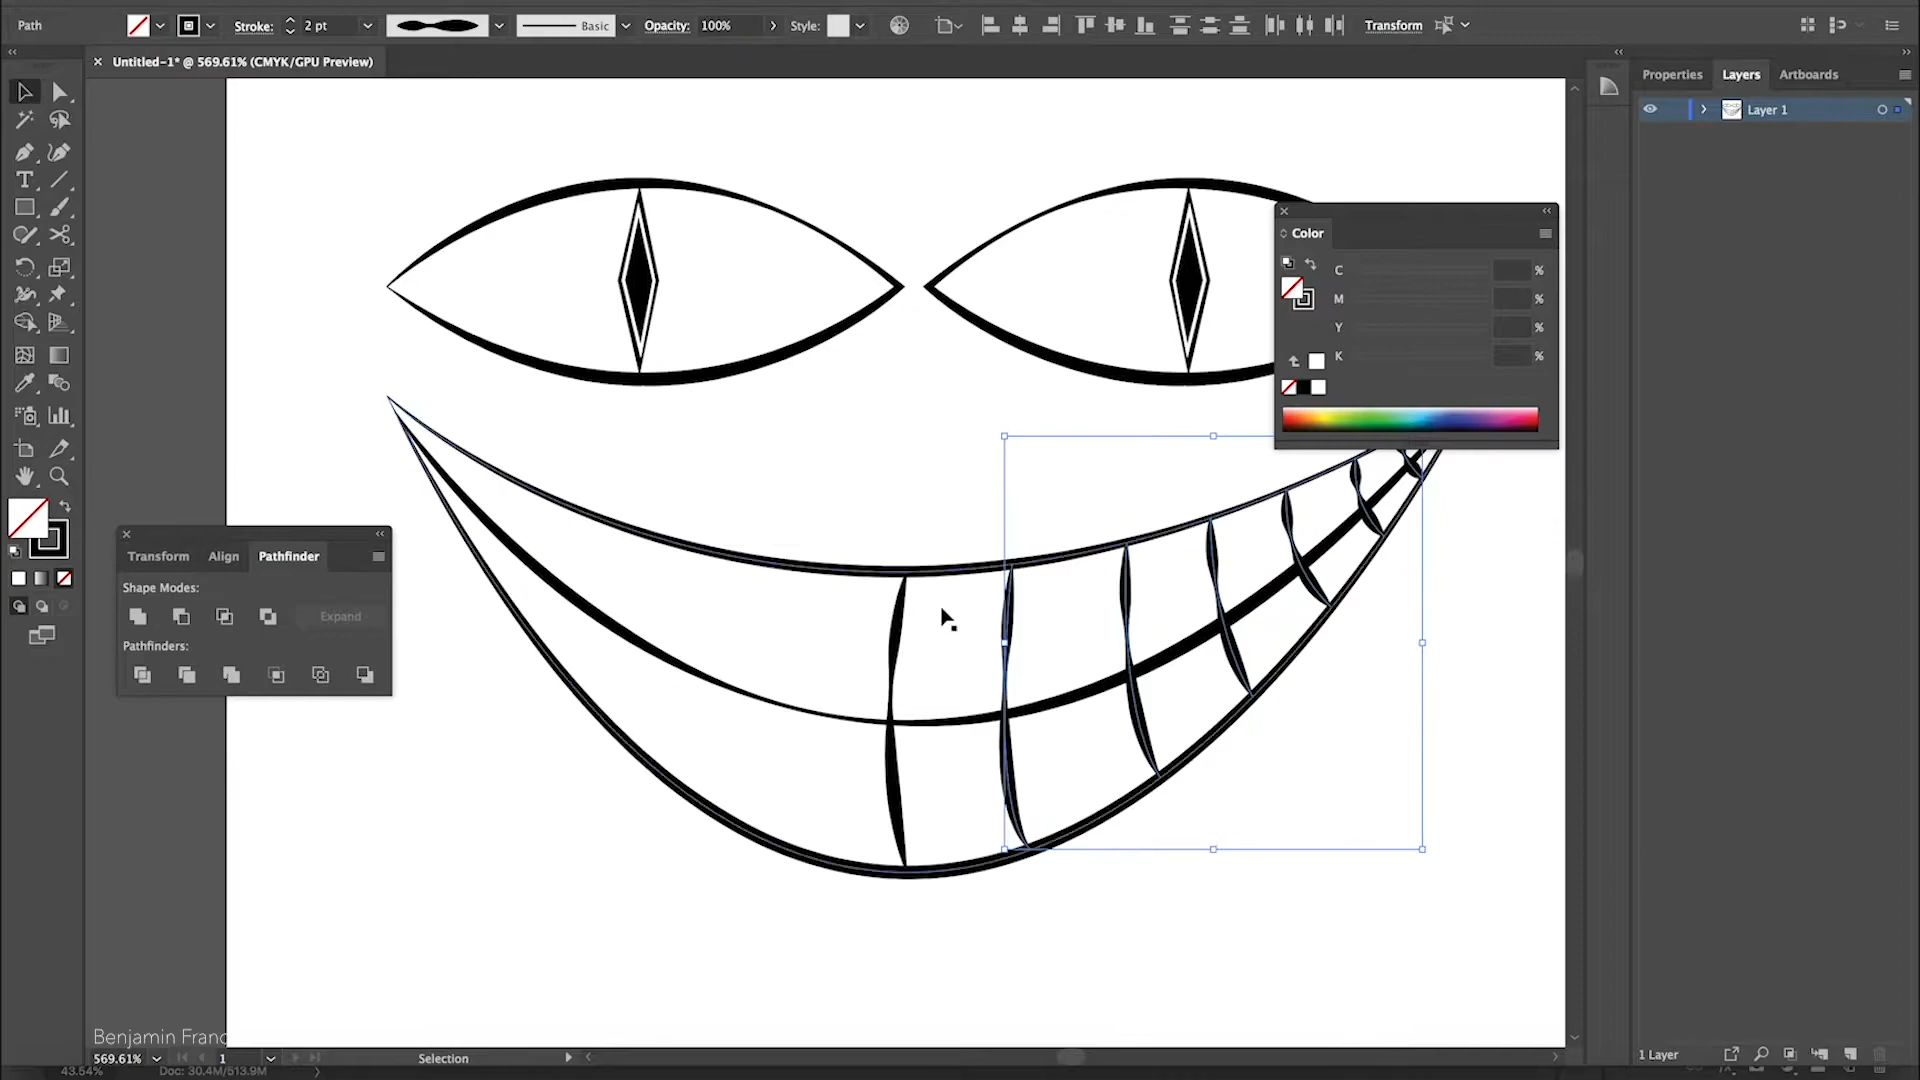 Path
Stroke: 2 pt Basic Opacity: 100% Style: Transform
× Untitled-1* @ 569.61% (CMYK/GPU Preview)
Properties Layers Artboards
Layer 1
Color
C %
M %
Y %
K %
Transform Align Pathfinder
Shape Modes:
Expand
Pathfinders:
Benjamin Franc
569.61% 1 Selection
1 Layer
43.54% Doc: 30.4M/513.9M